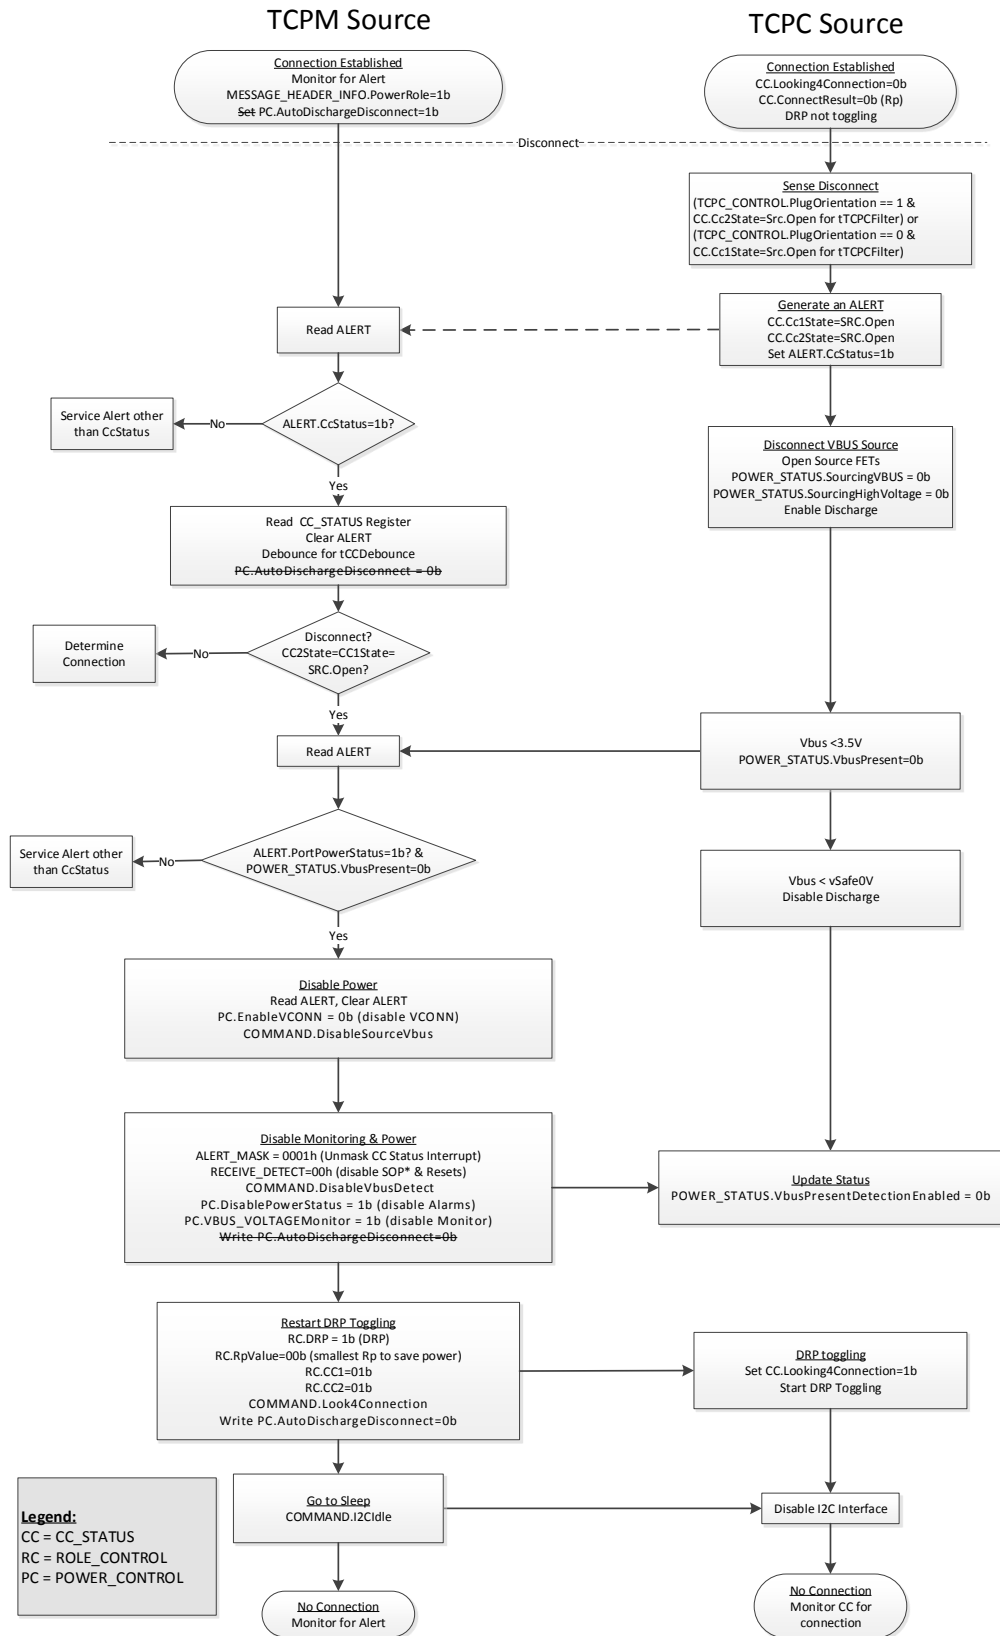 TCPM Source
TCPC Source
Connection Established
Monitor for Alert
MESSAGE_HEADER_INFO.PowerRole=1b
Set PC.AutoDischargeDisconnect=1b
Connection Established
CC.Looking4Connection=0b
CC.ConnectResult=0b (Rp)
DRP not toggling
Disconnect
Sense Disconnect
(TCPC_CONTROL.PlugOrientation == 1 &
CC.Cc2State=Src.Open for tTCPCFilter) or
(TCPC_CONTROL.PlugOrientation == 0 &
CC.Cc1State=Src.Open for tTCPCFilter)
Read ALERT
Generate an ALERT
CC.Cc1State=SRC.Open
CC.Cc2State=SRC.Open
Set ALERT.CcStatus=1b
Service Alert other
than CcStatus
No
ALERT.CcStatus=1b?
Yes
Disconnect VBUS Source
Open Source FETs
POWER_STATUS.SourcingVBUS = 0b
POWER_STATUS.SourcingHighVoltage = 0b
Enable Discharge
Read  CC_STATUS Register
Clear ALERT
Debounce for tCCDebounce
PC.AutoDischargeDisconnect = 0b
Determine
Connection
No
Disconnect?
CC2State=CC1State=
SRC.Open?
Yes
Read ALERT
Vbus <3.5V
POWER_STATUS.VbusPresent=0b
Service Alert other
than CcStatus
No
ALERT.PortPowerStatus=1b? &
POWER_STATUS.VbusPresent=0b
Yes
Vbus < vSafe0V
Disable Discharge
Disable Power
Read ALERT, Clear ALERT
PC.EnableVCONN = 0b (disable VCONN)
COMMAND.DisableSourceVbus
Disable Monitoring & Power
ALERT_MASK = 0001h (Unmask CC Status Interrupt)
RECEIVE_DETECT=00h (disable SOP* & Resets)
COMMAND.DisableVbusDetect
PC.DisablePowerStatus = 1b (disable Alarms)
PC.VBUS_VOLTAGEMonitor = 1b (disable Monitor)
Write PC.AutoDischargeDisconnect=0b
Update Status
POWER_STATUS.VbusPresentDetectionEnabled = 0b
Restart DRP Toggling
RC.DRP = 1b (DRP)
RC.RpValue=00b (smallest Rp to save power)
RC.CC1=01b
RC.CC2=01b
COMMAND.Look4Connection
Write PC.AutoDischargeDisconnect=0b
DRP toggling
Set CC.Looking4Connection=1b
Start DRP Toggling
Go to Sleep
COMMAND.I2CIdle
Disable I2C Interface
Legend:
CC = CC_STATUS
RC = ROLE_CONTROL
PC = POWER_CONTROL
No Connection
Monitor for Alert
No Connection
Monitor CC for
connection